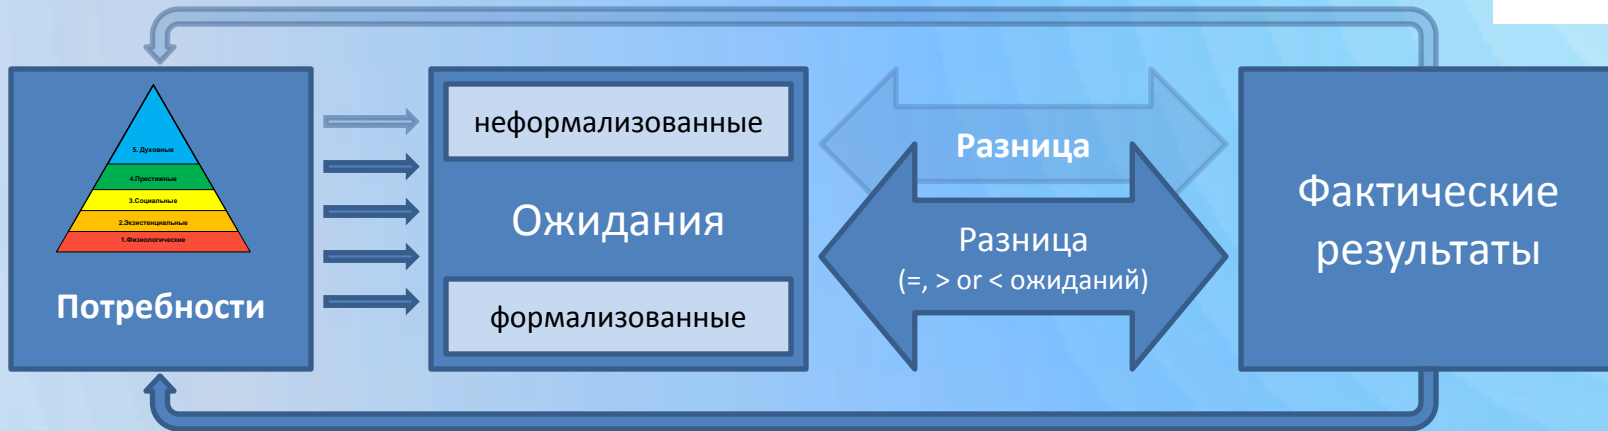 5. Духовные
4.Престижные
3.Социальные
2.Экзистенциальные
1.Физиологические
Потребности
неформализованные
Ожидания
формализованные
Разница
Разница
(=, > or < ожиданий)
Фактические
результаты